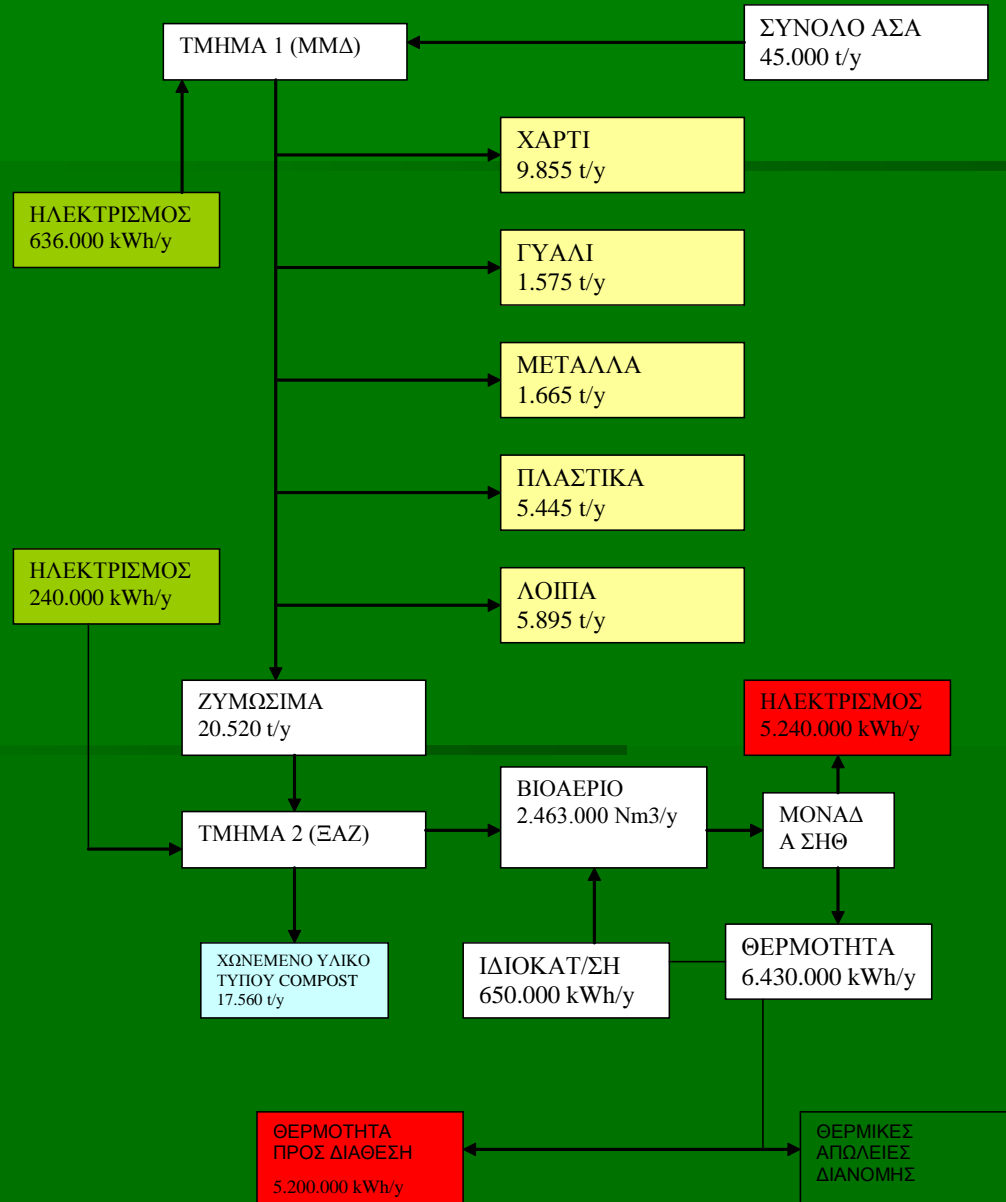 ΤΜΗΜΑ 1 (ΜΜΔ)
ΣΥΝΟΛΟ ΑΣΑ
45.000 t/y
ΧΑΡΤΙ
9.855 t/y
ΗΛΕΚΤΡΙΣΜΟΣ
636.000 kWh/y
ΓΥΑΛΙ
1.575 t/y
ΜΕΤΑΛΛΑ
1.665 t/y
ΠΛΑΣΤΙΚΑ
5.445 t/y
ΗΛΕΚΤΡΙΣΜΟΣ
240.000 kWh/y
ΛΟΙΠΑ
5.895 t/y
ΖΥΜΩΣΙΜΑ
20.520 t/y
ΗΛΕΚΤΡΙΣΜΟΣ
5.240.000 kWh/y
ΤΜΗΜΑ 2 (ΞΑΖ)
ΒΙΟΑΕΡΙΟ
2.463.000 Nm3/y
ΜΟΝΑΔ
Α ΣΗΘ
ΧΩΝΕΜΕΝΟ ΥΛΙΚΟ
ΤΥΠΟΥ COMPOST
17.560 t/y
ΙΔΙΟΚΑΤ/ΣΗ
650.000 kWh/y
ΘΕΡΜΟΤΗΤΑ
6.430.000 kWh/y
ΘΕΡΜΟΤΗΤΑ
ΠΡΟΣ ΔΙΑΘΕΣΗ
5.200.000 kWh/y
ΘΕΡΜΙΚΕΣ
ΑΠΩΛΕΙΕΣ
ΔΙΑΝΟΜΗΣ